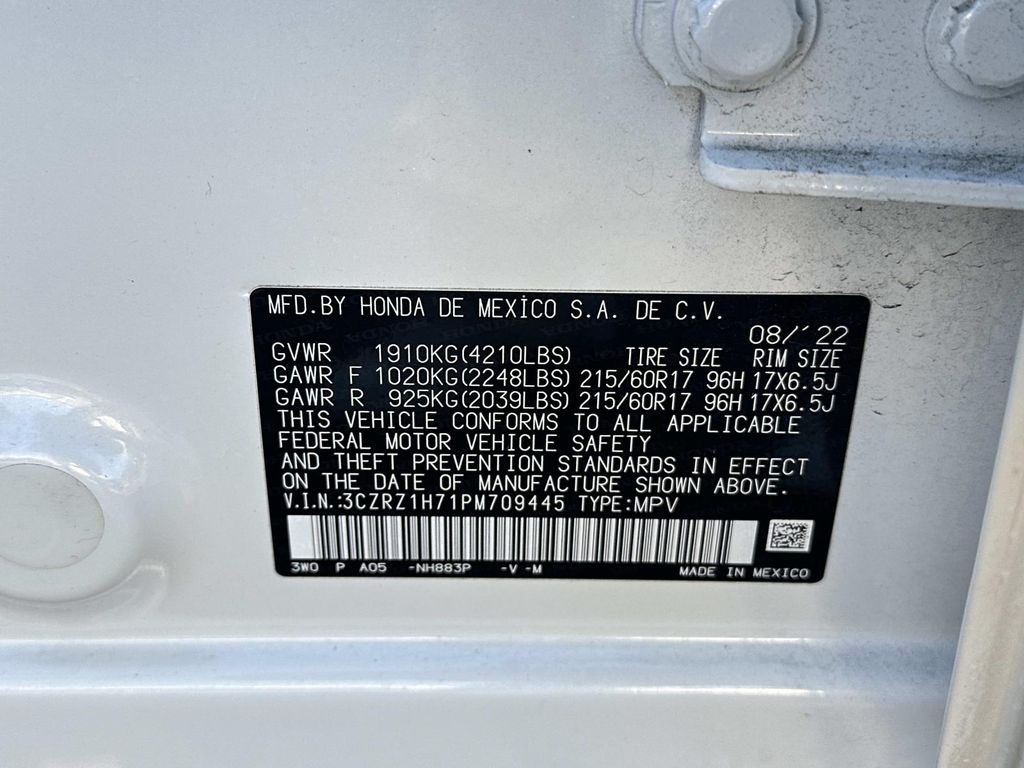 MFD.BY HONDA DE MEXÍCO S.A. DE C.V.
08/'22
GVWR 1910KG(4210LBS) TIRE SIZE RIM SIZE
GAWR F 1020KG(2248LBS) 215/60R17 96H 17X6.5J
GAWR R 925KG(2039LBS) 215/60R17 96H 17X6.5J
THIS VEHICLE CONFORMS TO ALL APPLICABLE
FEDERAL MOTOR VEHICLE SAFETY
AND THEFT PREVENTION STANDARDS IN EFFECT
ON THE DATE OF MANUFACTURE SHOWN ABOVE.
V.I.N.:3CZRZ1H71PM709445 TYPE:MPV
3W0 P A05 -NH883P -V -M MADE IN MEXICO